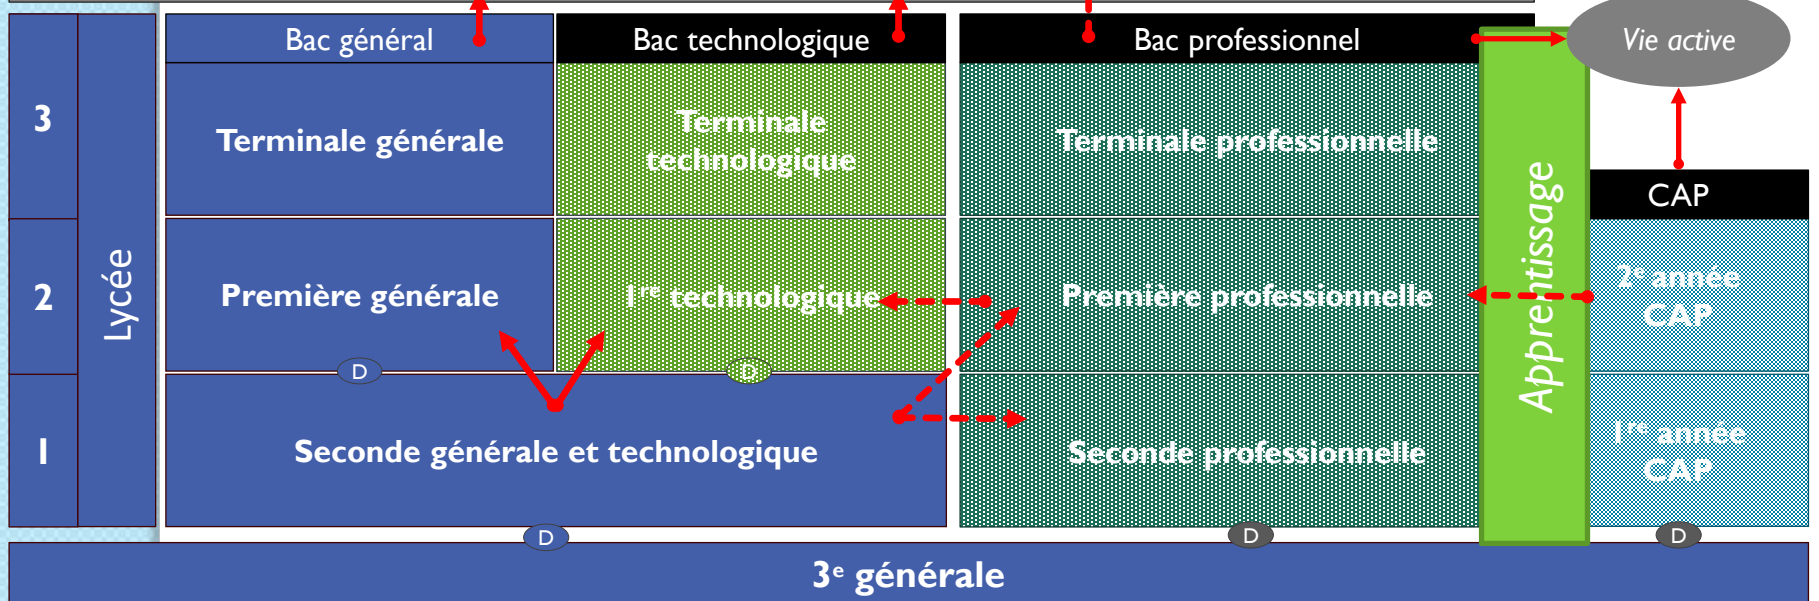 Bac général
Bac technologique
Bac professionnel
Vie active
3
Terminale générale
Terminale
technologique
Terminale professionnelle
Apprentissage
CAP
Lycée
2
Première générale
1re technologique
Première professionnelle
2e année
CAP
D
D
1
Seconde générale et technologique
Seconde professionnelle
1re année
CAP
D
D
D
3e générale